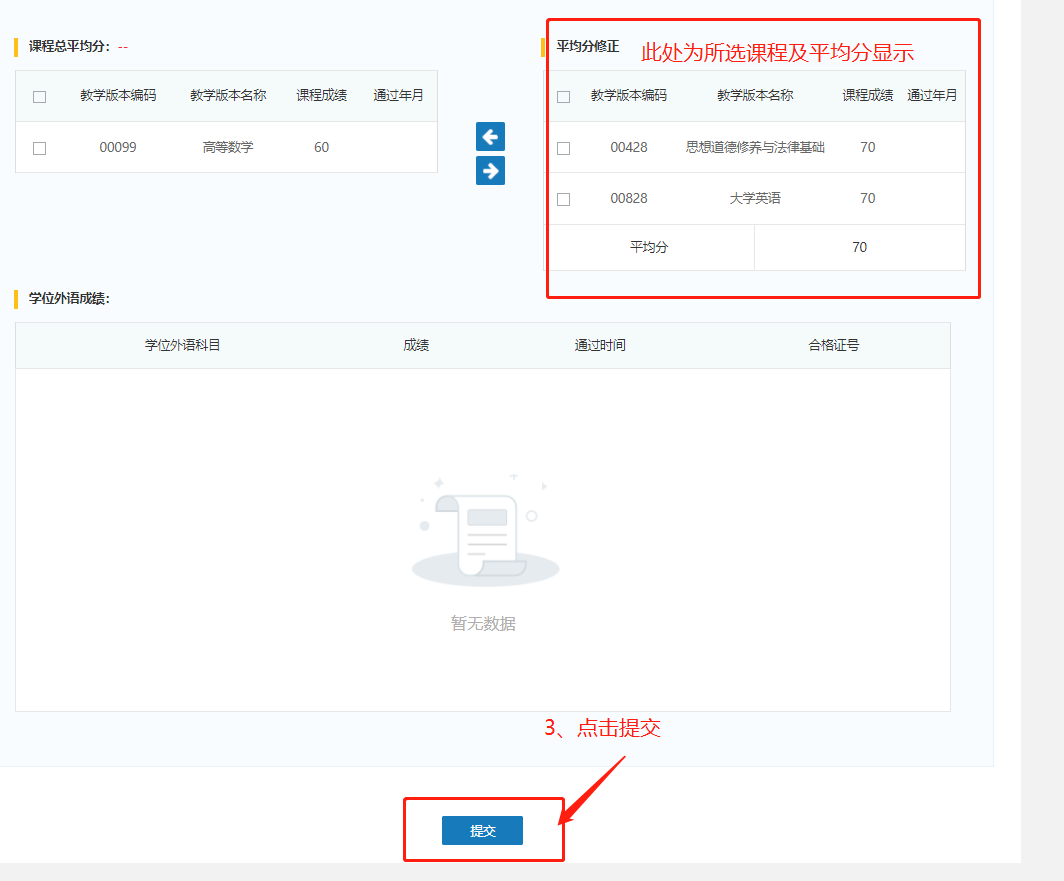 课程总平均分： --
教学版本编码 教学版本名称 课程成绩 通过年月
00099 高等数学 60
平均分修正 此处为所选课程及平均分显示
教学版本编码 教学版本名称 课程成绩 通过年月
00428 思想道德修养与法律基础 70
00828 大学英语 70
平均分 70
学位外语成绩：
学位外语科目 成绩 通过时间 合格证号
暂无数据
3、点击提交
提交